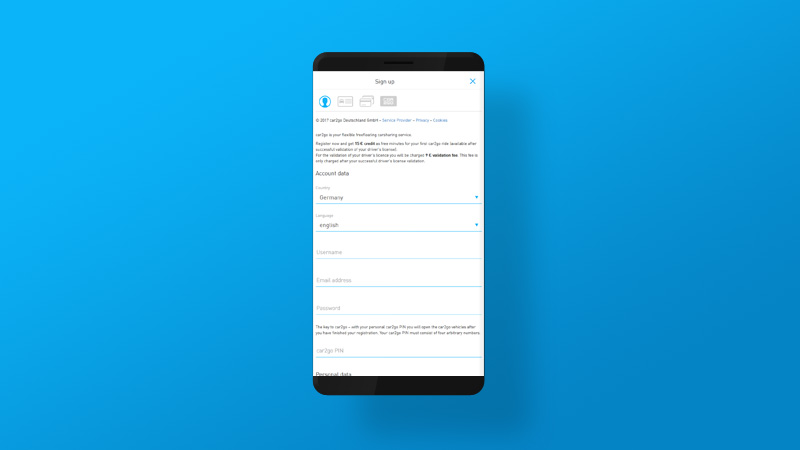 Sign up
© 2017 car2go Deutschland GmbH – Service Provider – Privacy – Cookies
car2go is your flexible freefloating carsharing service.
Register now and get 15 € credit as free minutes for your first car2go ride (available after
successful validation of your driver's license).
For the validation of your driver's licence you will be charged 9 € validation fee. This fee is
only charged after your successful driver's license validation.
Account data
Country
Germany
Language
english
Username
Email address
Password
The key to car2go – with your personal car2go PIN you will open the car2go vehicles after
you have finished your registration. Your car2go PIN must consist of four arbitrary numbers.
car2go PIN
Personal data